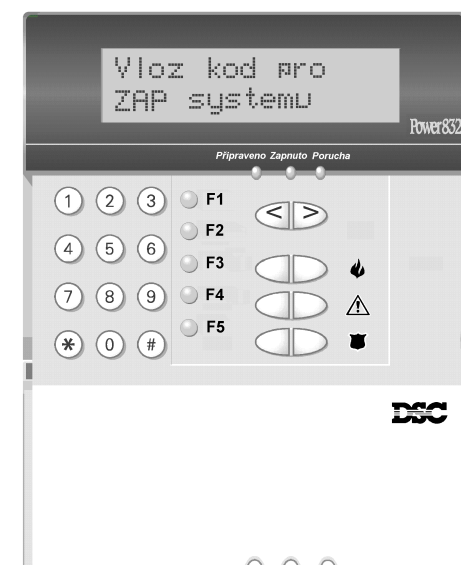 Vloz kod pro
ZAP systemu
Power832
Připraveno Zapnuto Porucha
1 2 3 F1
< >
F2
4 5 6 F3
7 8 9 F4
F5
* 0 #
DSC